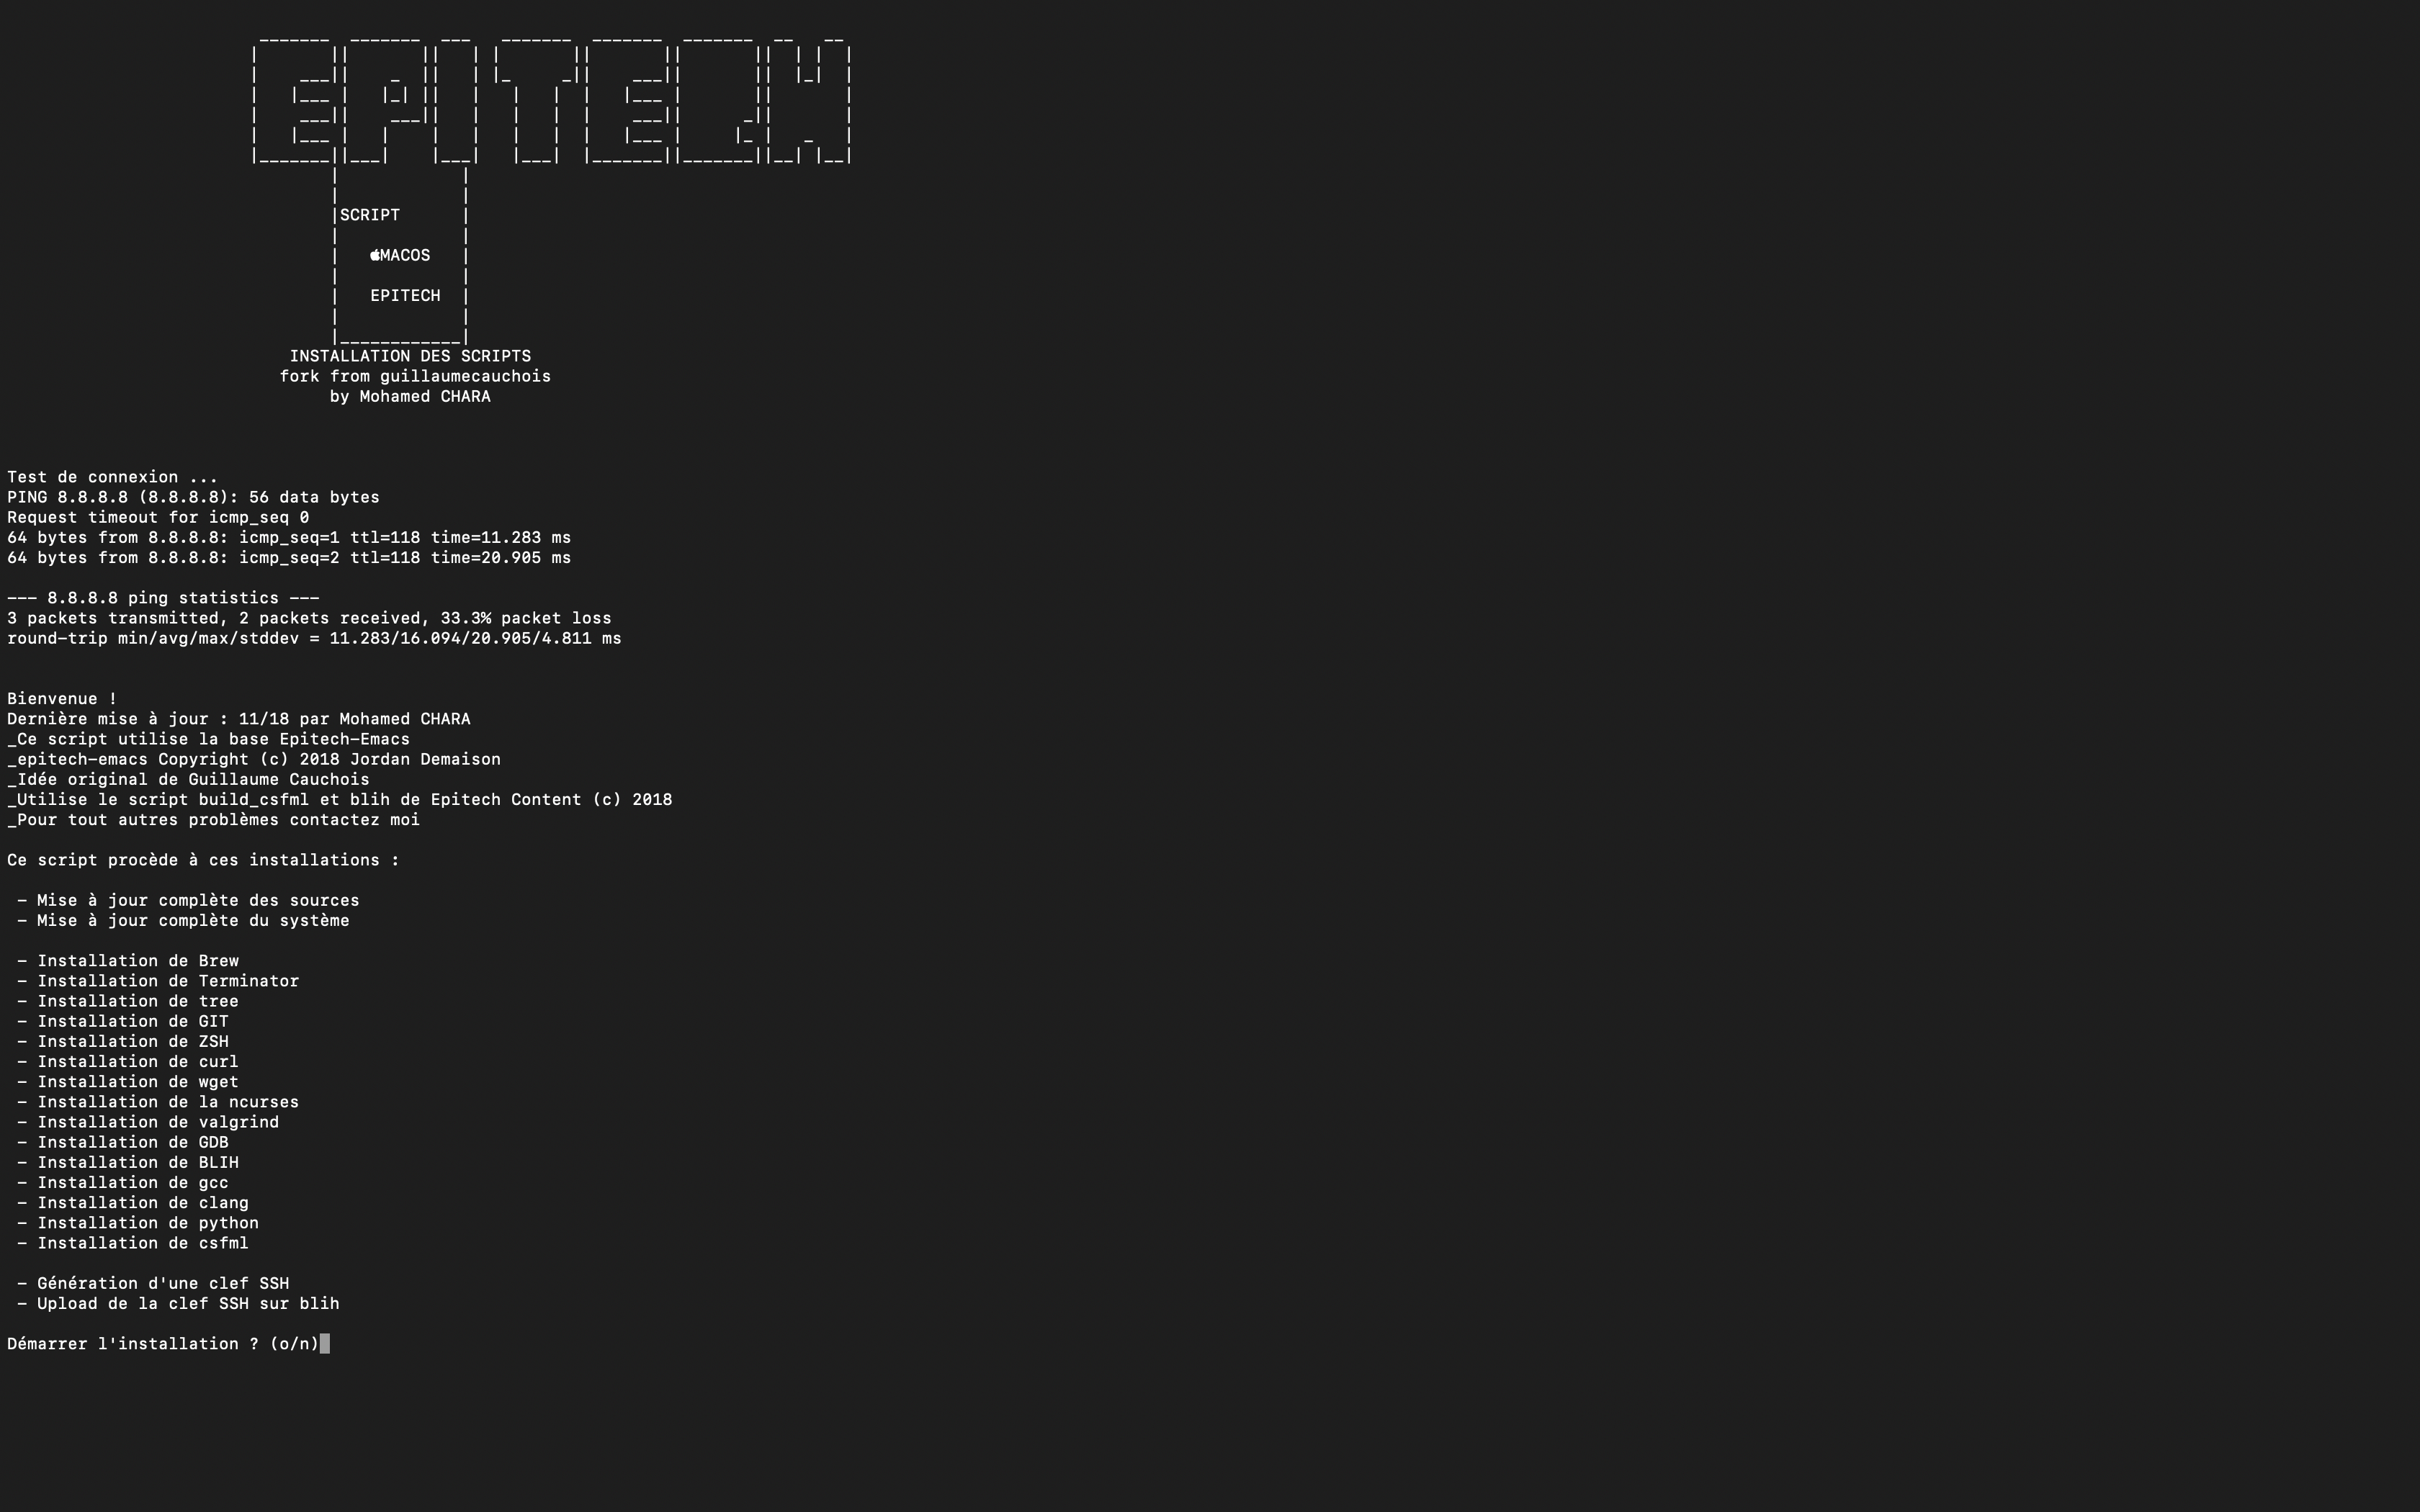 EPITECH
SCRIPT
MACOS
EPITECH
INSTALLATION DES SCRIPTS
fork from guillaumecauchois
by Mohamed CHARA
Test de connexion ...
PING 8.8.8.8 (8.8.8.8): 56 data bytes
Request timeout for icmp_seq 0
64 bytes from 8.8.8.8: icmp_seq=1 ttl=118 time=11.283 ms
64 bytes from 8.8.8.8: icmp_seq=2 ttl=118 time=20.905 ms
--- 8.8.8.8 ping statistics ---
3 packets transmitted, 2 packets received, 33.3% packet loss
round-trip min/avg/max/stddev = 11.283/16.094/20.905/4.811 ms
Bienvenue !
Dernière mise à jour : 11/18 par Mohamed CHARA
_Ce script utilise la base Epitech-Emacs
_epitech-emacs Copyright (c) 2018 Jordan Demaison
_Idée original de Guillaume Cauchois
_Utilise le script build_csfml et blih de Epitech Content (c) 2018
_Pour tout autres problèmes contactez moi
Ce script procède à ces installations :
- Mise à jour complète des sources
- Mise à jour complète du système
- Installation de Brew
- Installation de Terminator
- Installation de tree
- Installation de GIT
- Installation de ZSH
- Installation de curl
- Installation de wget
- Installation de la ncurses
- Installation de valgrind
- Installation de GDB
- Installation de BLIH
- Installation de gcc
- Installation de clang
- Installation de python
- Installation de csfml
- Génération d'une clef SSH
- Upload de la clef SSH sur blih
Démarrer l'installation ? (o/n)